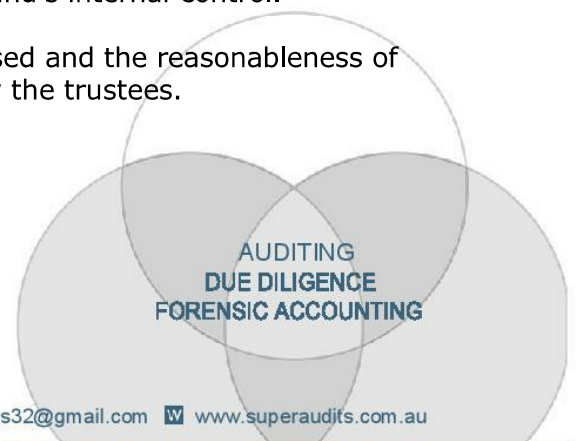 sed and the reasonableness of
the trustees.
AUDITING
DUE DILIGENCE
FORENSIC ACCOUNTING
s32@gmail.com W www.superaudits.com.au